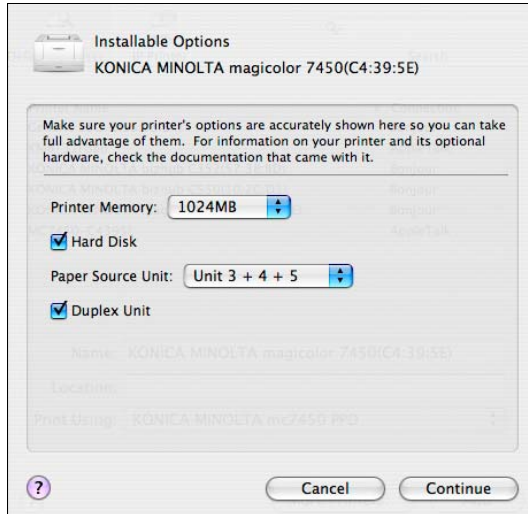 Installable Options
KONICA MINOLTA magicolor 7450(C4:39:5E)
Make sure your printer's options are accurately shown here so you can take
full advantage of them. For information on your printer and its optional
hardware, check the documentation that came with it.
Printer Memory: 1024MB
Hard Disk
Paper Source Unit: Unit 3 + 4 + 5
Duplex Unit
Name: KONICA MINOLTA magicolor 7450(C4:39:5E)
Location:
Print Using: KONICA MINOLTA mc7450 PPD
?
Cancel
Continue